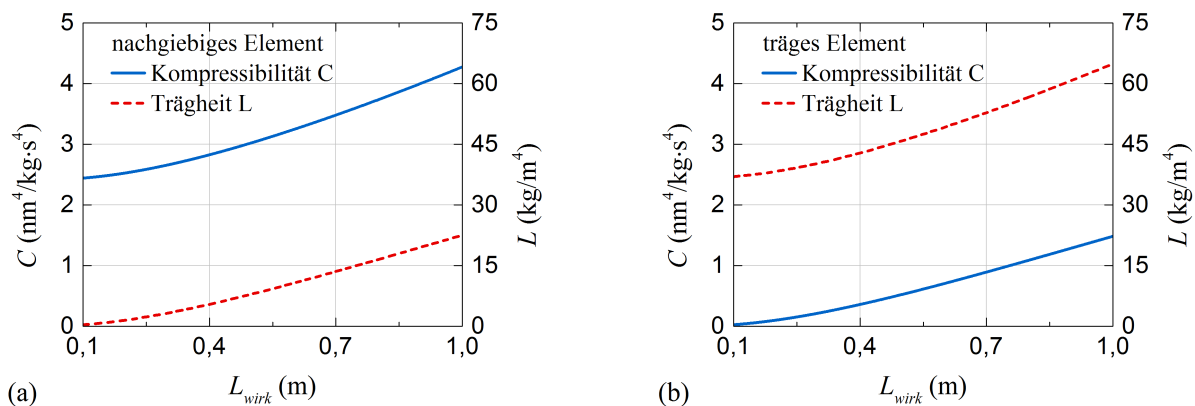 nachgiebiges Element
Kompressibilität C
Trägheit L
5
4
3
2
1
0
C (nm⁴/kg·s⁴)
75
60
45
30
15
0
L (kg/m⁴)
0,1 0,4 0,7 1,0
L_wirk (m)
(a)
träges Element
Kompressibilität C
Trägheit L
5
4
3
2
1
0
C (nm⁴/kg·s⁴)
75
60
45
30
15
0
L (kg/m⁴)
0,1 0,4 0,7 1,0
L_wirk (m)
(b)